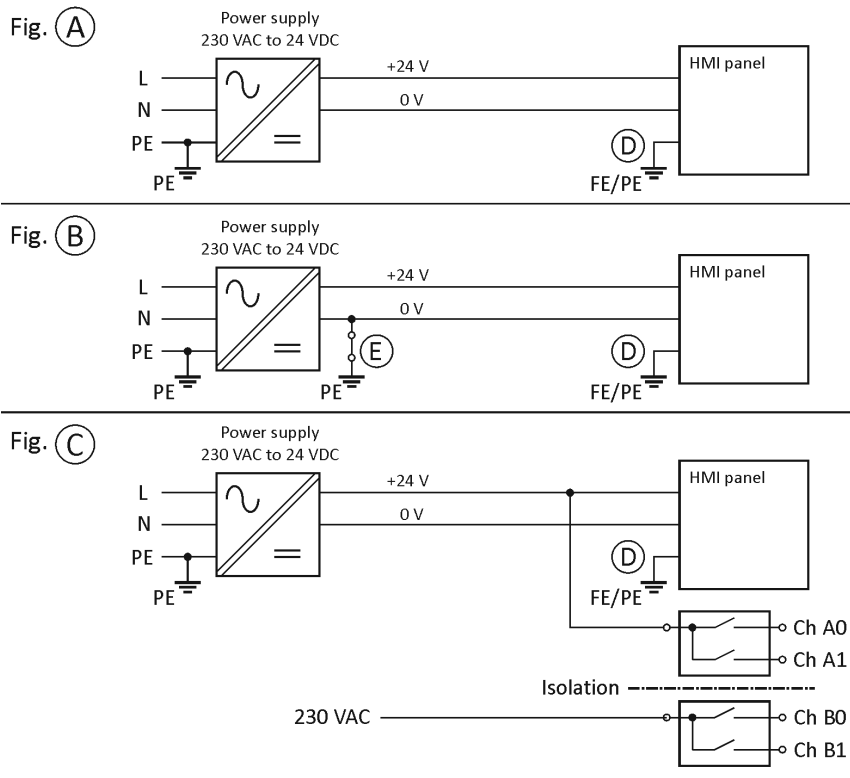 Fig. A
Power supply
230 VAC to 24 VDC
L
N
PE
PE
+24 V
0 V
HMI panel
D
FE/PE
Fig. B
Power supply
230 VAC to 24 VDC
L
N
PE
PE
+24 V
0 V
E
PE
HMI panel
D
FE/PE
Fig. C
Power supply
230 VAC to 24 VDC
L
N
PE
PE
+24 V
0 V
HMI panel
D
FE/PE
Ch A0
Ch A1
Isolation
230 VAC
Ch B0
Ch B1